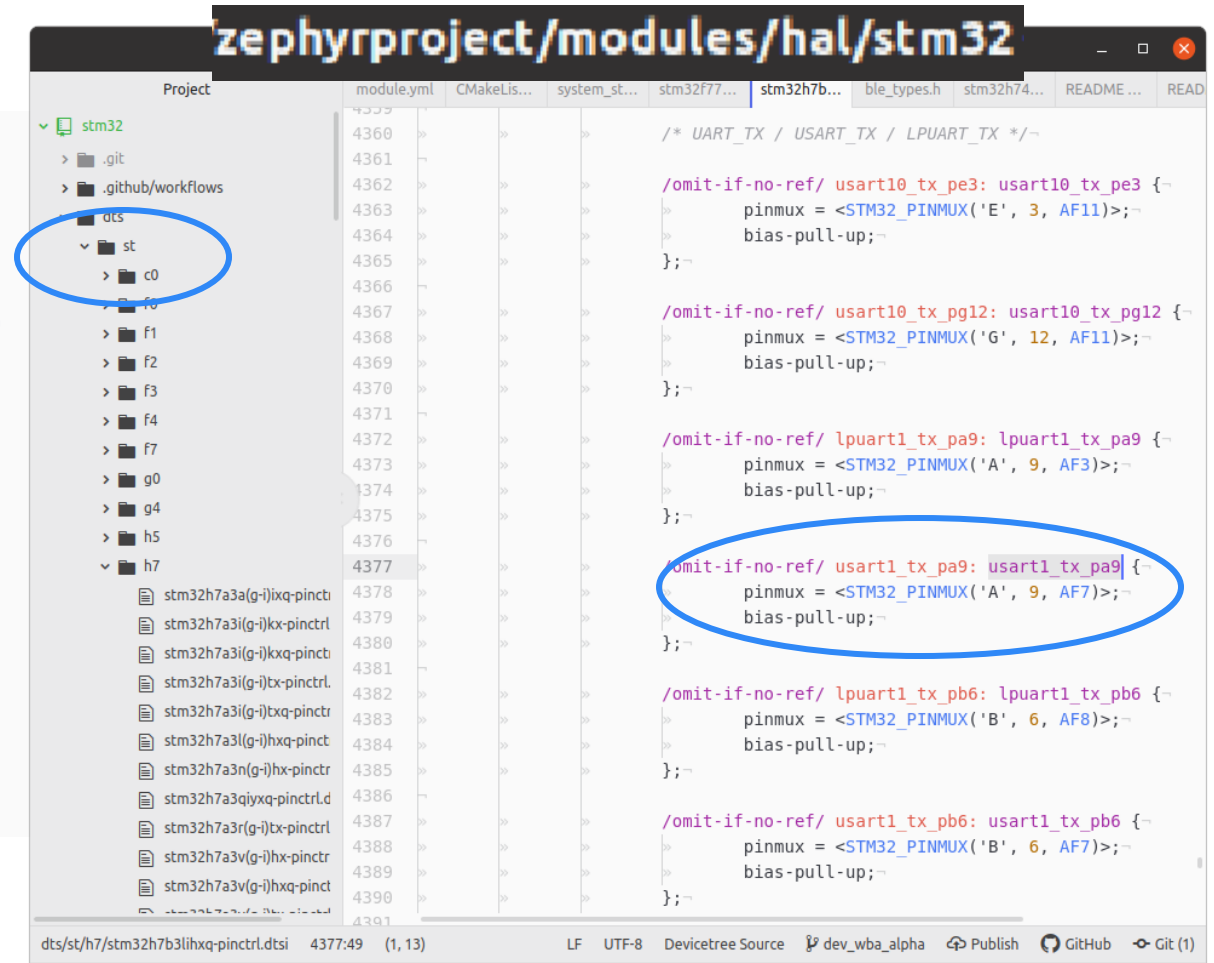 /zephyrproject/modules/hal/stm32
Project
module.yml
CMakeLis...
system_st...
stm32f77...
stm32h7b...
ble_types.h
stm32h74...
README ...
READ
stm32
.git
.github/workflows
dts
st
c0
f0
f1
f2
f3
f4
f7
g0
g4
h5
h7
stm32h7a3a(g-i)ixq-pinctr
stm32h7a3i(g-i)kx-pinctrl
stm32h7a3i(g-i)kxq-pinct
stm32h7a3i(g-i)tx-pinctrl.
stm32h7a3i(g-i)txq-pinctr
stm32h7a3l(g-i)hxq-pinct
stm32h7a3n(g-i)hx-pinctr
stm32h7a3qiyxq-pinctrl.d
stm32h7a3r(g-i)tx-pinctrl
stm32h7a3v(g-i)hx-pinctr
stm32h7a3v(g-i)hxq-pinct
4359
4360 /* UART_TX / USART_TX / LPUART_TX */
4361
4362 /omit-if-no-ref/ usart10_tx_pe3: usart10_tx_pe3 {
4363 pinmux = <STM32_PINMUX('E', 3, AF11)>;
4364 bias-pull-up;
4365 };
4366
4367 /omit-if-no-ref/ usart10_tx_pg12: usart10_tx_pg12 {
4368 pinmux = <STM32_PINMUX('G', 12, AF11)>;
4369 bias-pull-up;
4370 };
4371
4372 /omit-if-no-ref/ lpuart1_tx_pa9: lpuart1_tx_pa9 {
4373 pinmux = <STM32_PINMUX('A', 9, AF3)>;
4374 bias-pull-up;
4375 };
4376
4377 /omit-if-no-ref/ usart1_tx_pa9: usart1_tx_pa9 {
4378 pinmux = <STM32_PINMUX('A', 9, AF7)>;
4379 bias-pull-up;
4380 };
4381
4382 /omit-if-no-ref/ lpuart1_tx_pb6: lpuart1_tx_pb6 {
4383 pinmux = <STM32_PINMUX('B', 6, AF8)>;
4384 bias-pull-up;
4385 };
4386
4387 /omit-if-no-ref/ usart1_tx_pb6: usart1_tx_pb6 {
4388 pinmux = <STM32_PINMUX('B', 6, AF7)>;
4389 bias-pull-up;
4390 };
4391
dts/st/h7/stm32h7b3lihxq-pinctrl.dtsi 4377:49 (1, 13) LF UTF-8 Devicetree Source dev_wba_alpha Publish GitHub Git (1)